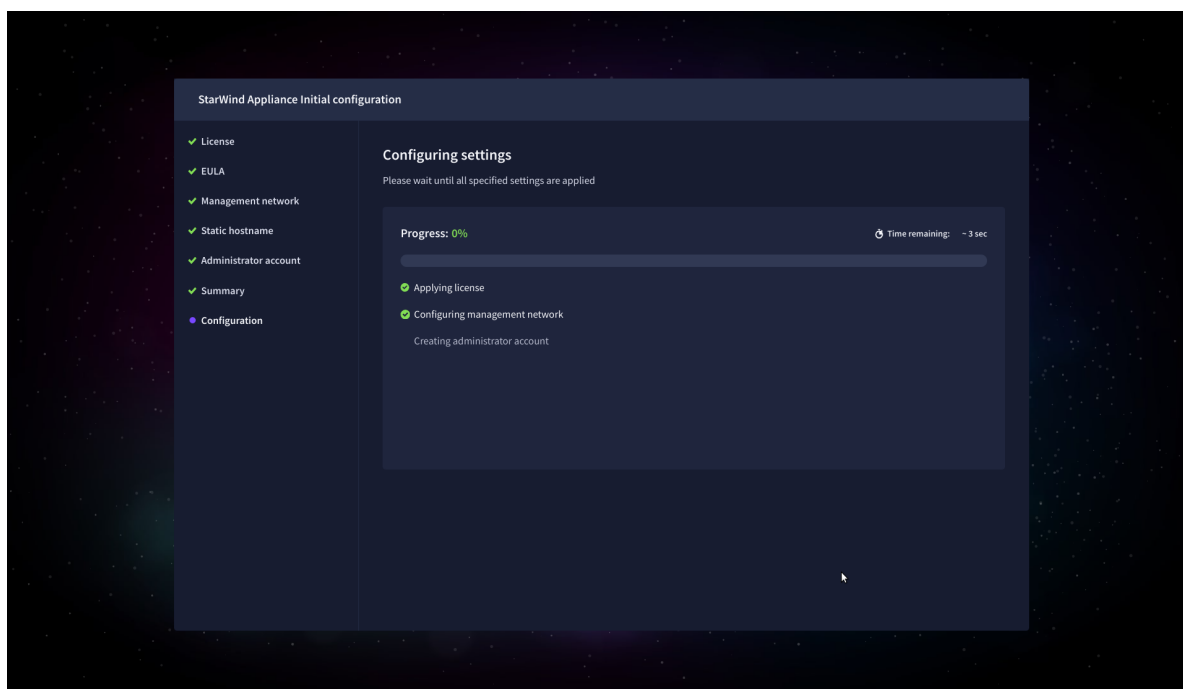 StarWind Appliance Initial configuration
License
EULA
Management network
Static hostname
Administrator account
Summary
Configuration
Configuring settings
Please wait until all specified settings are applied
Progress: 0%
Time remaining: ~ 3 sec
Applying license
Configuring management network
Creating administrator account